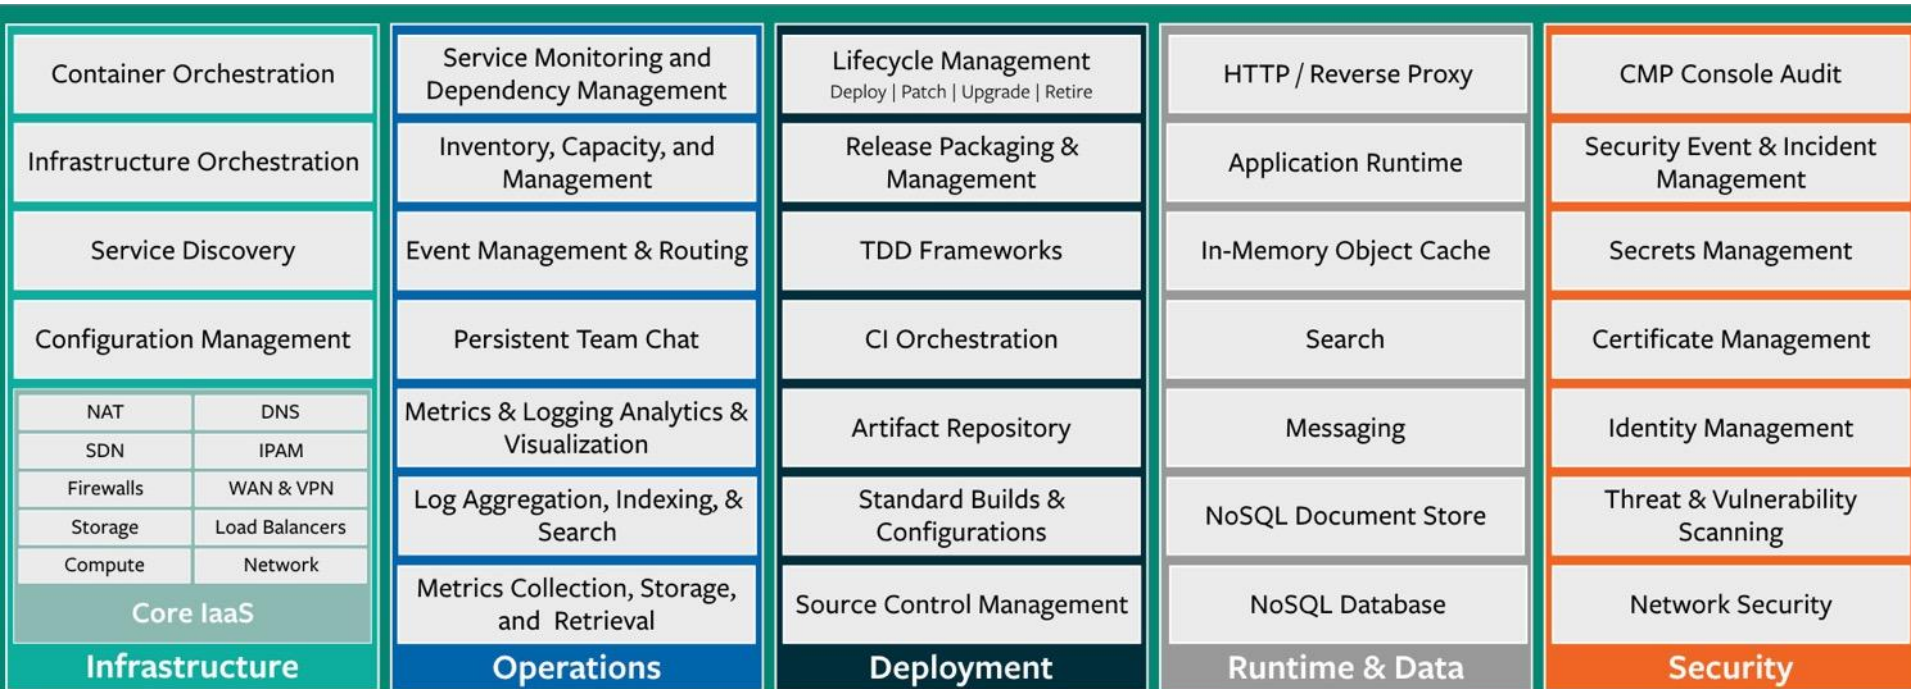 Container Orchestration
Infrastructure Orchestration
Service Discovery
Configuration Management
NAT
DNS
SDN
IPAM
Firewalls
WAN & VPN
Storage
Load Balancers
Compute
Network
Core IaaS
Infrastructure
Service Monitoring and
Dependency Management
Inventory, Capacity, and
Management
Event Management & Routing
Persistent Team Chat
Metrics & Logging Analytics &
Visualization
Log Aggregation, Indexing, &
Search
Metrics Collection, Storage,
and Retrieval
Operations
Lifecycle Management
Deploy | Patch | Upgrade | Retire
Release Packaging &
Management
TDD Frameworks
CI Orchestration
Artifact Repository
Standard Builds &
Configurations
Source Control Management
Deployment
HTTP / Reverse Proxy
Application Runtime
In-Memory Object Cache
Search
Messaging
NoSQL Document Store
NoSQL Database
Runtime & Data
CMP Console Audit
Security Event & Incident
Management
Secrets Management
Certificate Management
Identity Management
Threat & Vulnerability
Scanning
Network Security
Security